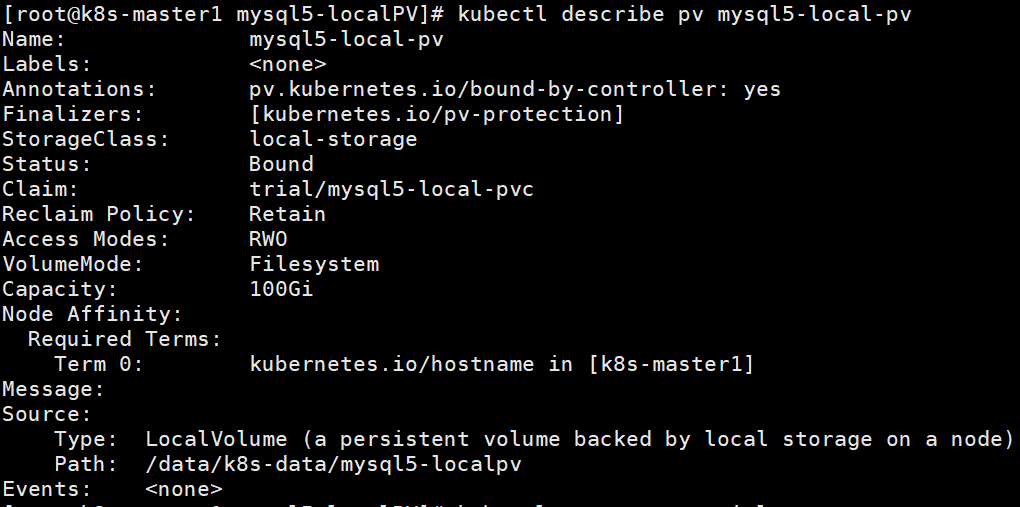 [root@k8s-master1 mysql5-localPV]# kubectl describe pv mysql5-local-pv
Name:              mysql5-local-pv
Labels:            <none>
Annotations:       pv.kubernetes.io/bound-by-controller: yes
Finalizers:        [kubernetes.io/pv-protection]
StorageClass:      local-storage
Status:            Bound
Claim:             trial/mysql5-local-pvc
Reclaim Policy:    Retain
Access Modes:      RWO
VolumeMode:        Filesystem
Capacity:          100Gi
Node Affinity:
  Required Terms:
    Term 0:        kubernetes.io/hostname in [k8s-master1]
Message:
Source:
    Type:  LocalVolume (a persistent volume backed by local storage on a node)
    Path:  /data/k8s-data/mysql5-localpv
Events:    <none>